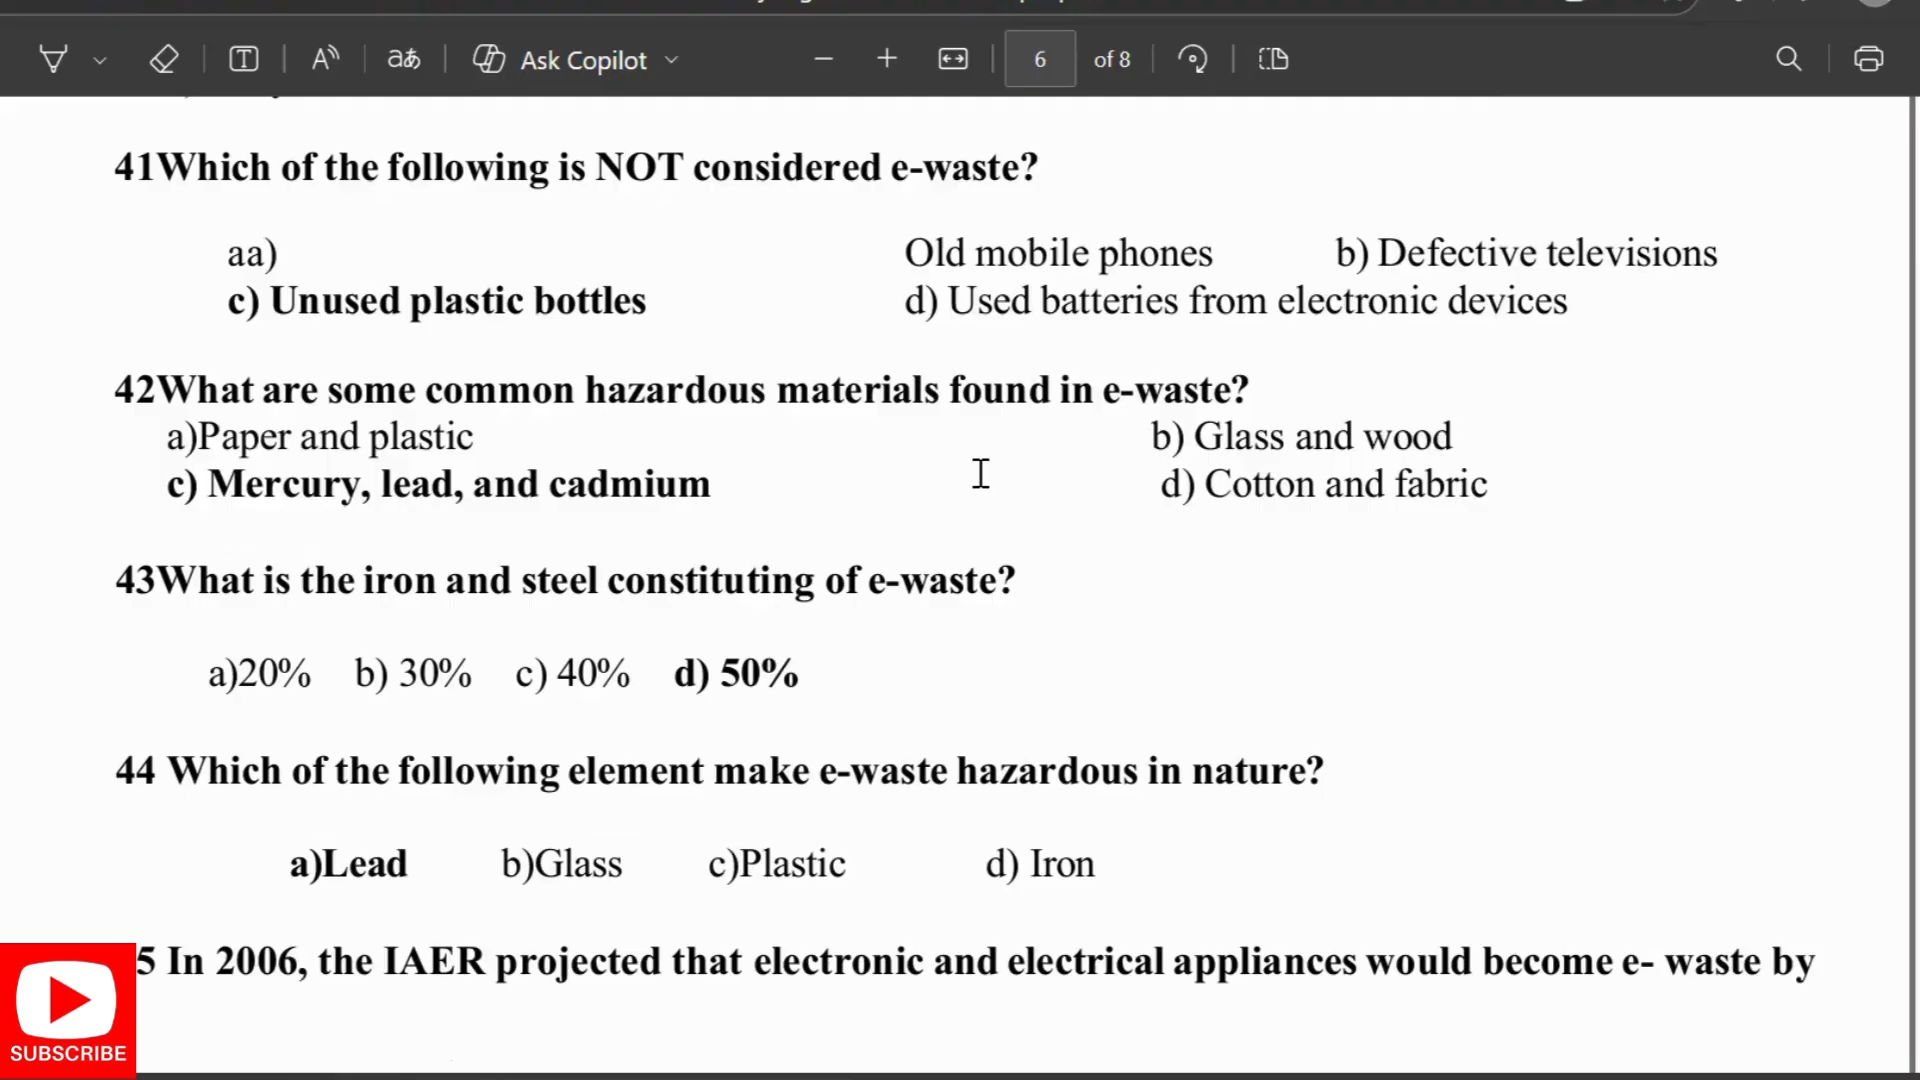 Ask Copilot
6 of 8
41Which of the following is NOT considered e-waste?
aa) Old mobile phones b) Defective televisions
c) Unused plastic bottles d) Used batteries from electronic devices
42What are some common hazardous materials found in e-waste?
a)Paper and plastic b) Glass and wood
c) Mercury, lead, and cadmium d) Cotton and fabric
43What is the iron and steel constituting of e-waste?
a)20% b) 30% c) 40% d) 50%
44 Which of the following element make e-waste hazardous in nature?
a)Lead b)Glass c)Plastic d) Iron
5 In 2006, the IAER projected that electronic and electrical appliances would become e- waste by
SUBSCRIBE